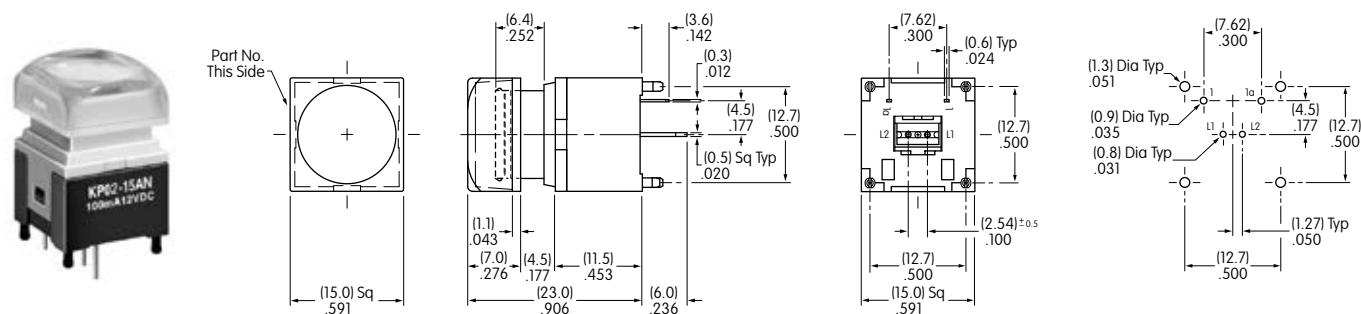 KP02-15AN
100mA12VDC
Part No.
This Side
(15.0) Sq
.591
(6.4)
.252
(3.6)
.142
(0.3)
.012
(4.5)
.177
(12.7)
.500
(0.5) Sq Typ
.020
(1.1)
.043
(7.0)
.276
(4.5)
.177
(11.5)
.453
(23.0)
.906
(6.0)
.236
(7.62)
.300
(0.6) Typ
.024
L2
L1
(12.7)
.500
(2.54)±0.5
.100
(12.7)
.500
(15.0) Sq
.591
(7.62)
.300
(1.3) Dia Typ
.051
1
1a
(0.9) Dia Typ
.035
(4.5)
.177
(12.7)
.500
L1
L2
(0.8) Dia Typ
.031
(1.27) Typ
.050
(12.7)
.500